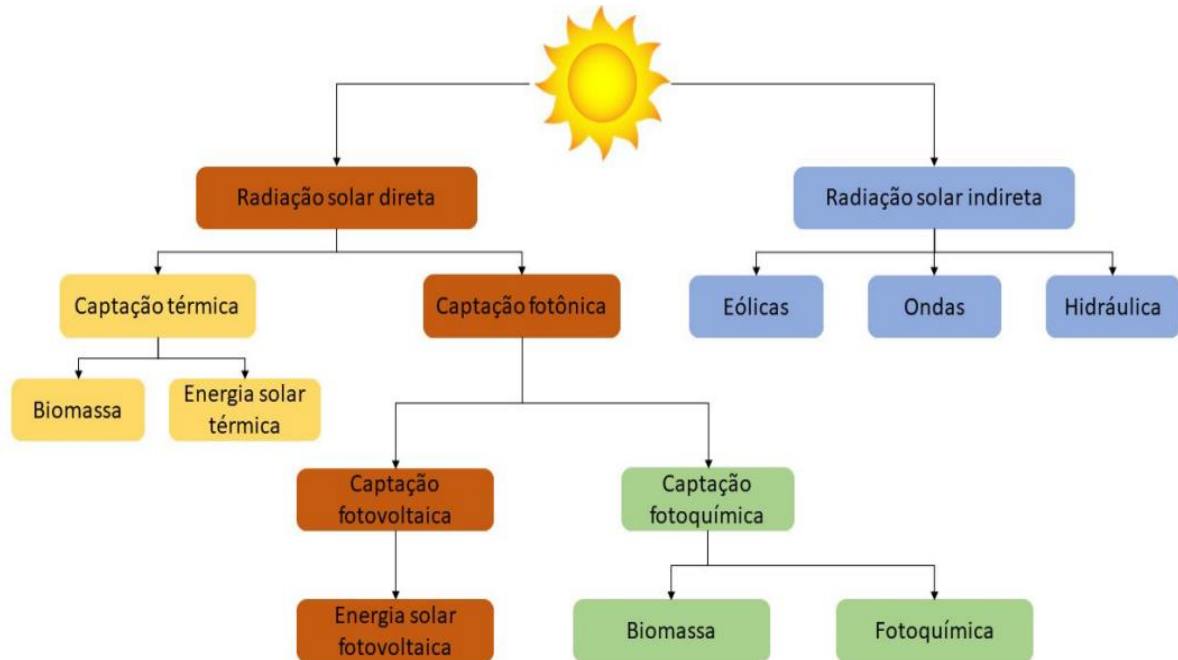 Radiação solar direta
Radiação solar indireta
Captação térmica
Captação fotônica
Eólicas
Ondas
Hidráulica
Biomassa
Energia solar
térmica
Captação
fotovoltaica
Captação
fotoquímica
Energia solar
fotovoltaica
Biomassa
Fotoquímica